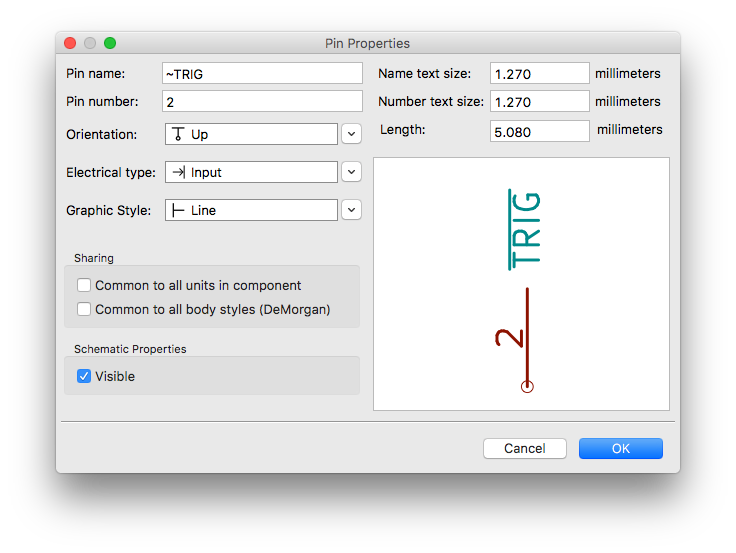 Pin Properties
Pin name: ~TRIG
Pin number: 2
Orientation: Up
Electrical type: Input
Graphic Style: Line
Sharing
Common to all units in component
Common to all body styles (DeMorgan)
Schematic Properties
Visible
Name text size: 1.270 millimeters
Number text size: 1.270 millimeters
Length: 5.080 millimeters
TRIG
2
Cancel
OK